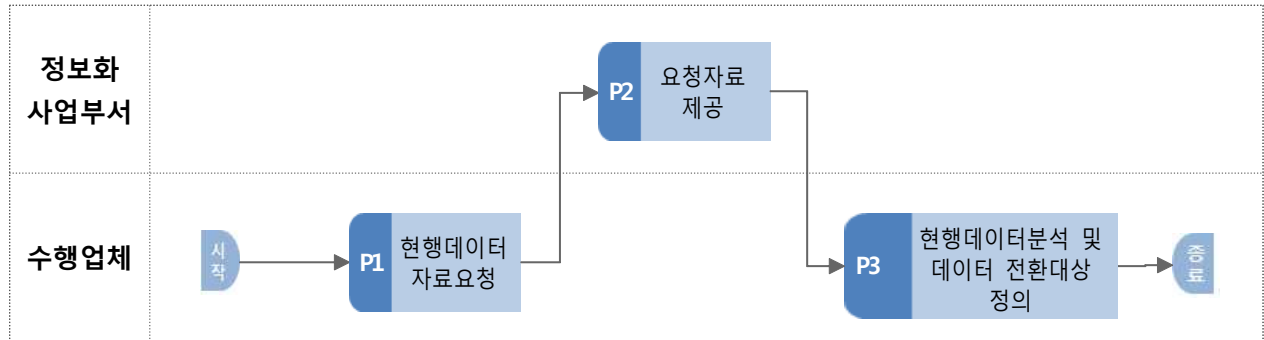 정보화
사업부서
P2
요청자료
제공
수행업체
시
작
P1
현행데이터
자료요청
P3
현행데이터분석 및
데이터 전환대상
정의
종
료